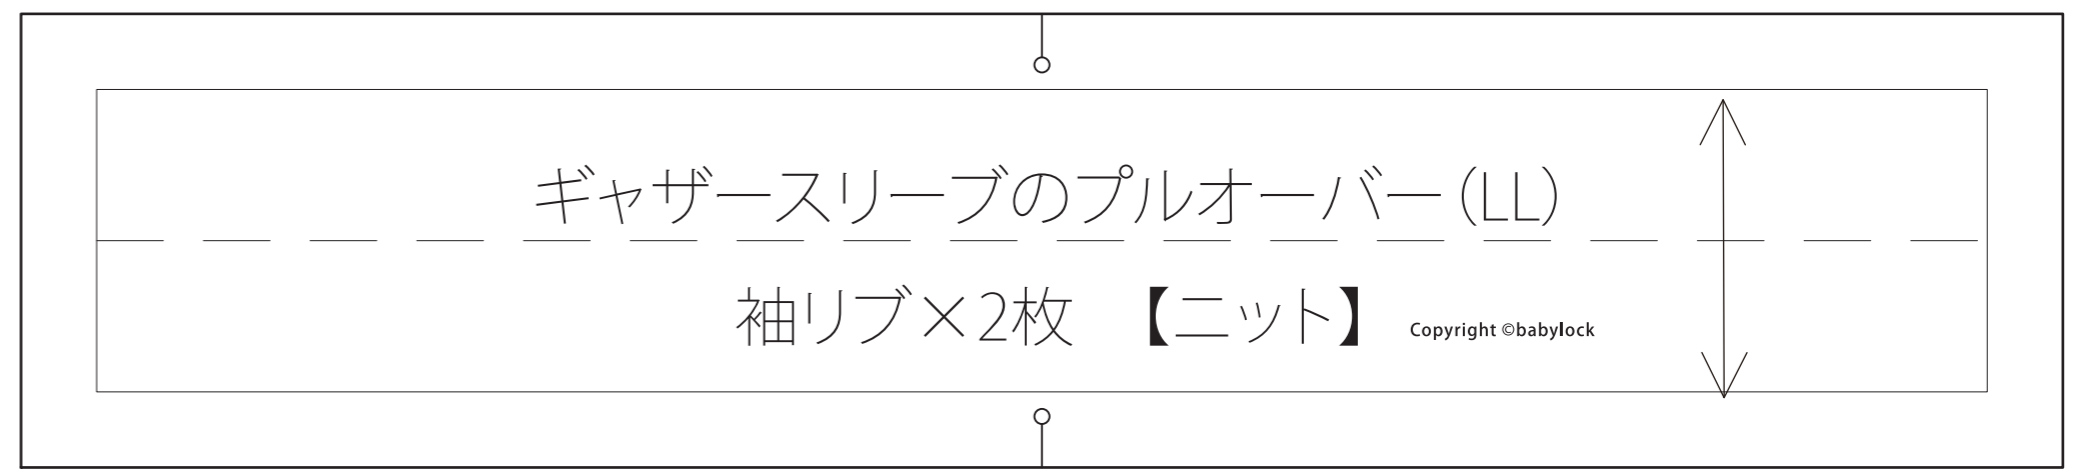 ギャザースリーブのプルオーバー(LL)
袖リブ×2枚 【ニット】 Copyright ©babylock